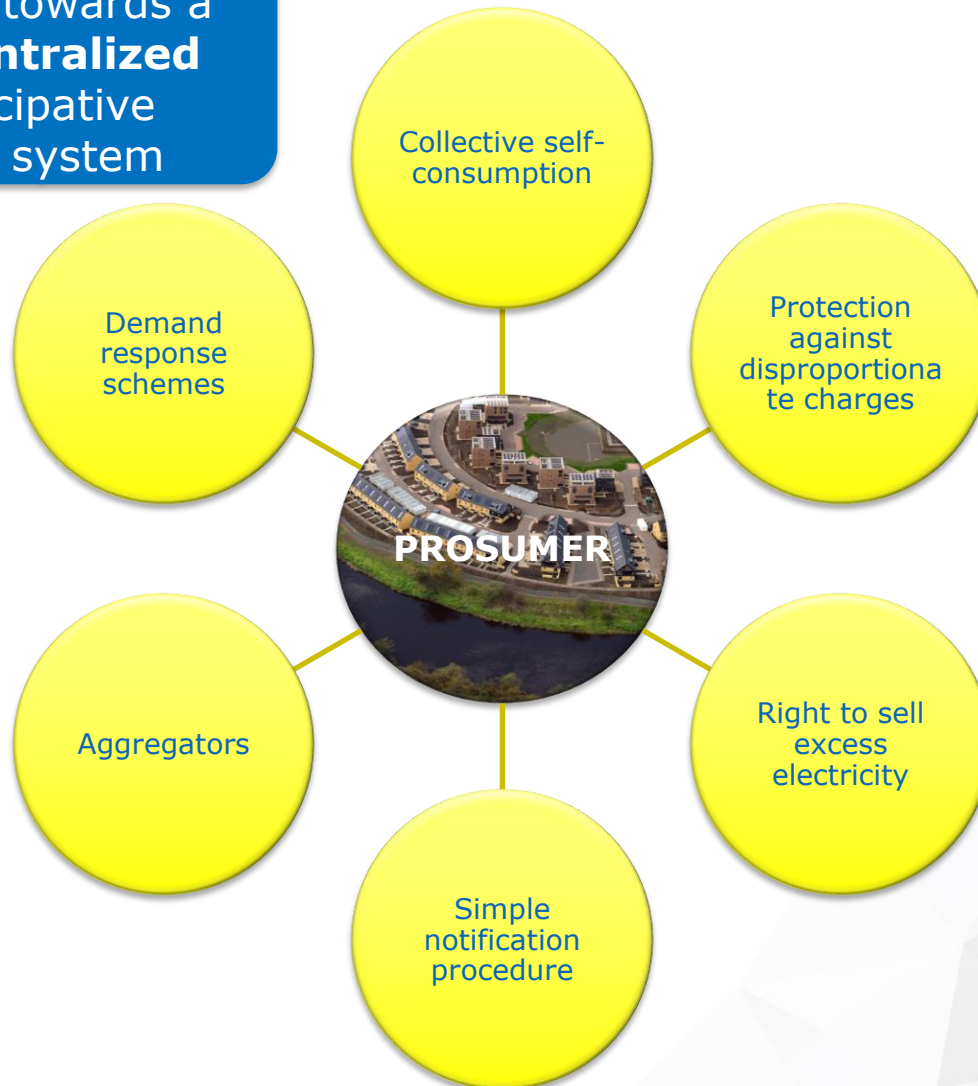 towards a
ntralized
cipative
system
Collective self-
consumption
Demand
response
schemes
Protection
against
disproportiona
te charges
PROSUMER
Aggregators
Right to sell
excess
electricity
Simple
notification
procedure